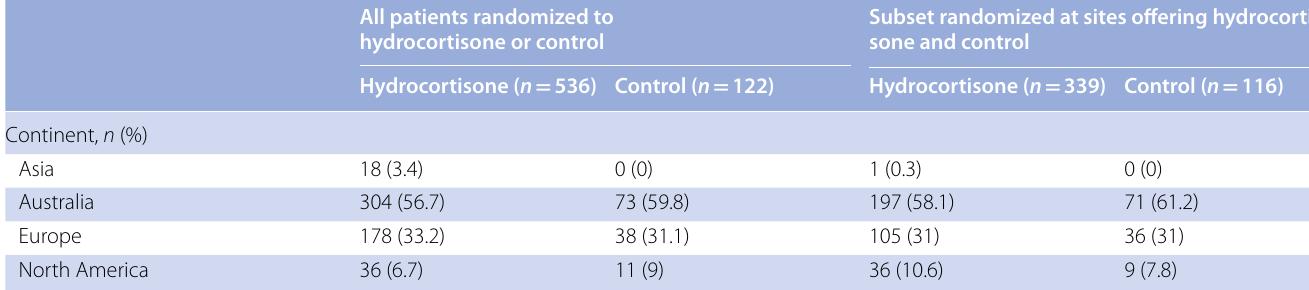 All patients randomized to
hydrocortisone or control
Subset randomized at sites offering hydrocorti
sone and control
Hydrocortisone (n = 536) Control (n = 122) Hydrocortisone (n = 339) Control (n = 116)
Continent, n (%)
Asia 18 (3.4) 0 (0) 1 (0.3) 0 (0)
Australia 304 (56.7) 73 (59.8) 197 (58.1) 71 (61.2)
Europe 178 (33.2) 38 (31.1) 105 (31) 36 (31)
North America 36 (6.7) 11 (9) 36 (10.6) 9 (7.8)